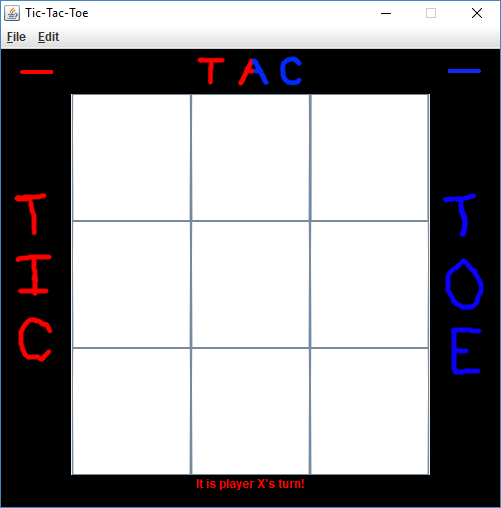 Tic-Tac-Toe
File Edit
— TAC —
TIC
TOE
It is player X's turn!